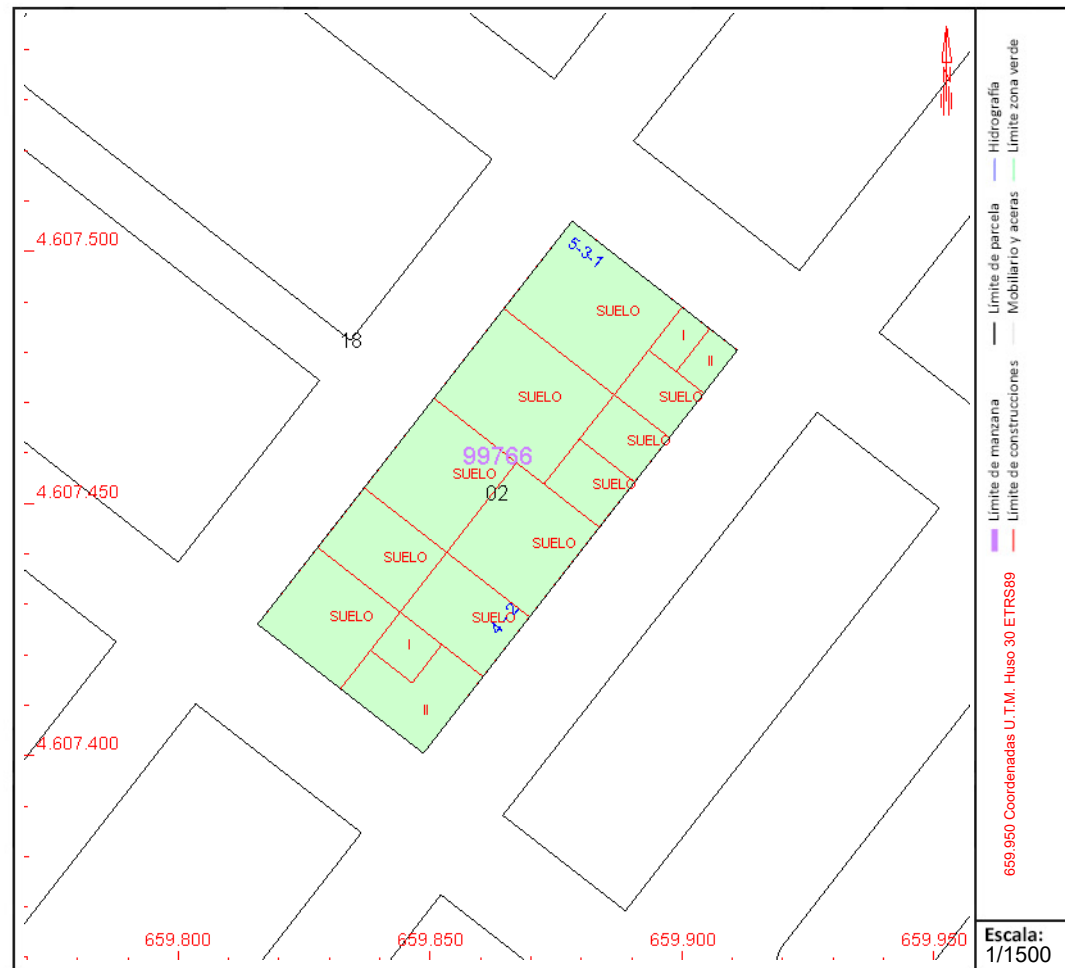 N
4.607.500
5-3-1
SUELO
I
II
18
SUELO
SUELO
SUELO
99766
SUELO
02
SUELO
4.607.450
SUELO
SUELO
SUELO
SUELO
4-2
I
II
4.607.400
659.800
659.850
659.900
659.950
Límite de manzana
Límite de parcela
Hidrografía
Límite de construcciones
Mobiliario y aceras
Límite zona verde
659.950 Coordenadas U.T.M. Huso 30 ETRS89
Escala:
1/1500